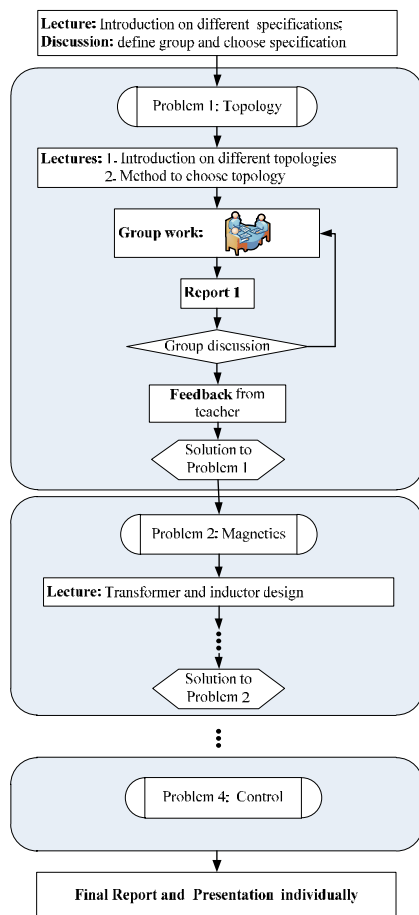 Lecture: Introduction on different specifications;
Discussion: define group and choose specification
Problem 1: Topology
Lectures: 1. Introduction on different topologies
2. Method to choose topology
Group work:
Report 1
Group discussion
Feedback from
teacher
Solution to
Problem 1
Problem 2: Magnetics
Lecture: Transformer and inductor design
Solution to
Problem 2
Problem 4: Control
Final Report and Presentation individually